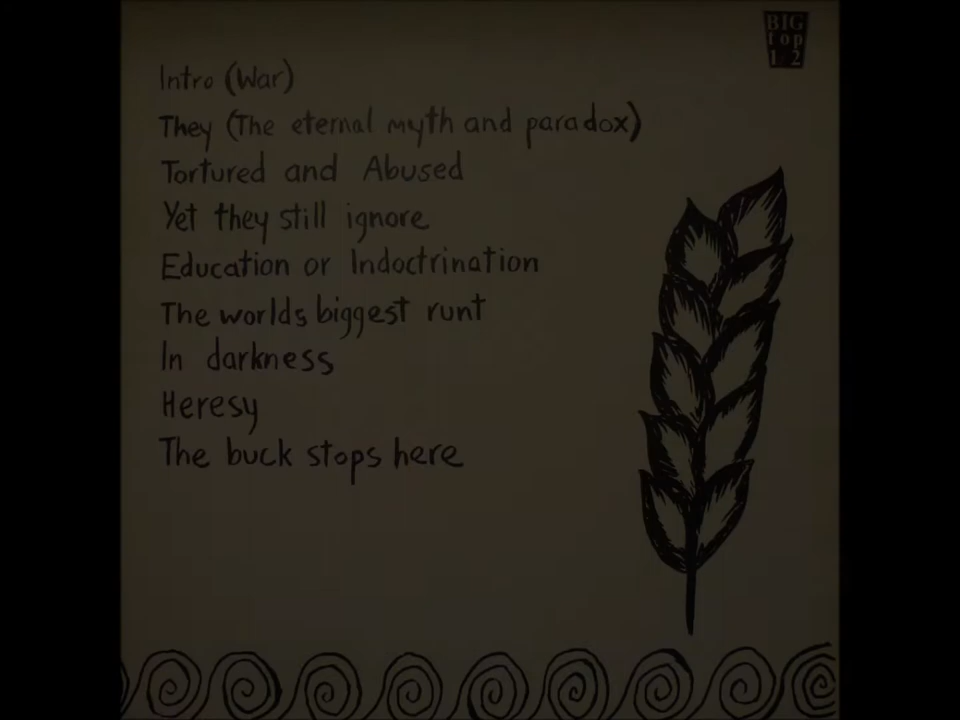 BIG
Top
1 2
Intro (War)
They (The eternal myth and paradox)
Tortured and Abused
Yet they still ignore
Education or Indoctrination
The worlds biggest runt
In darkness
Heresy
The buck stops here